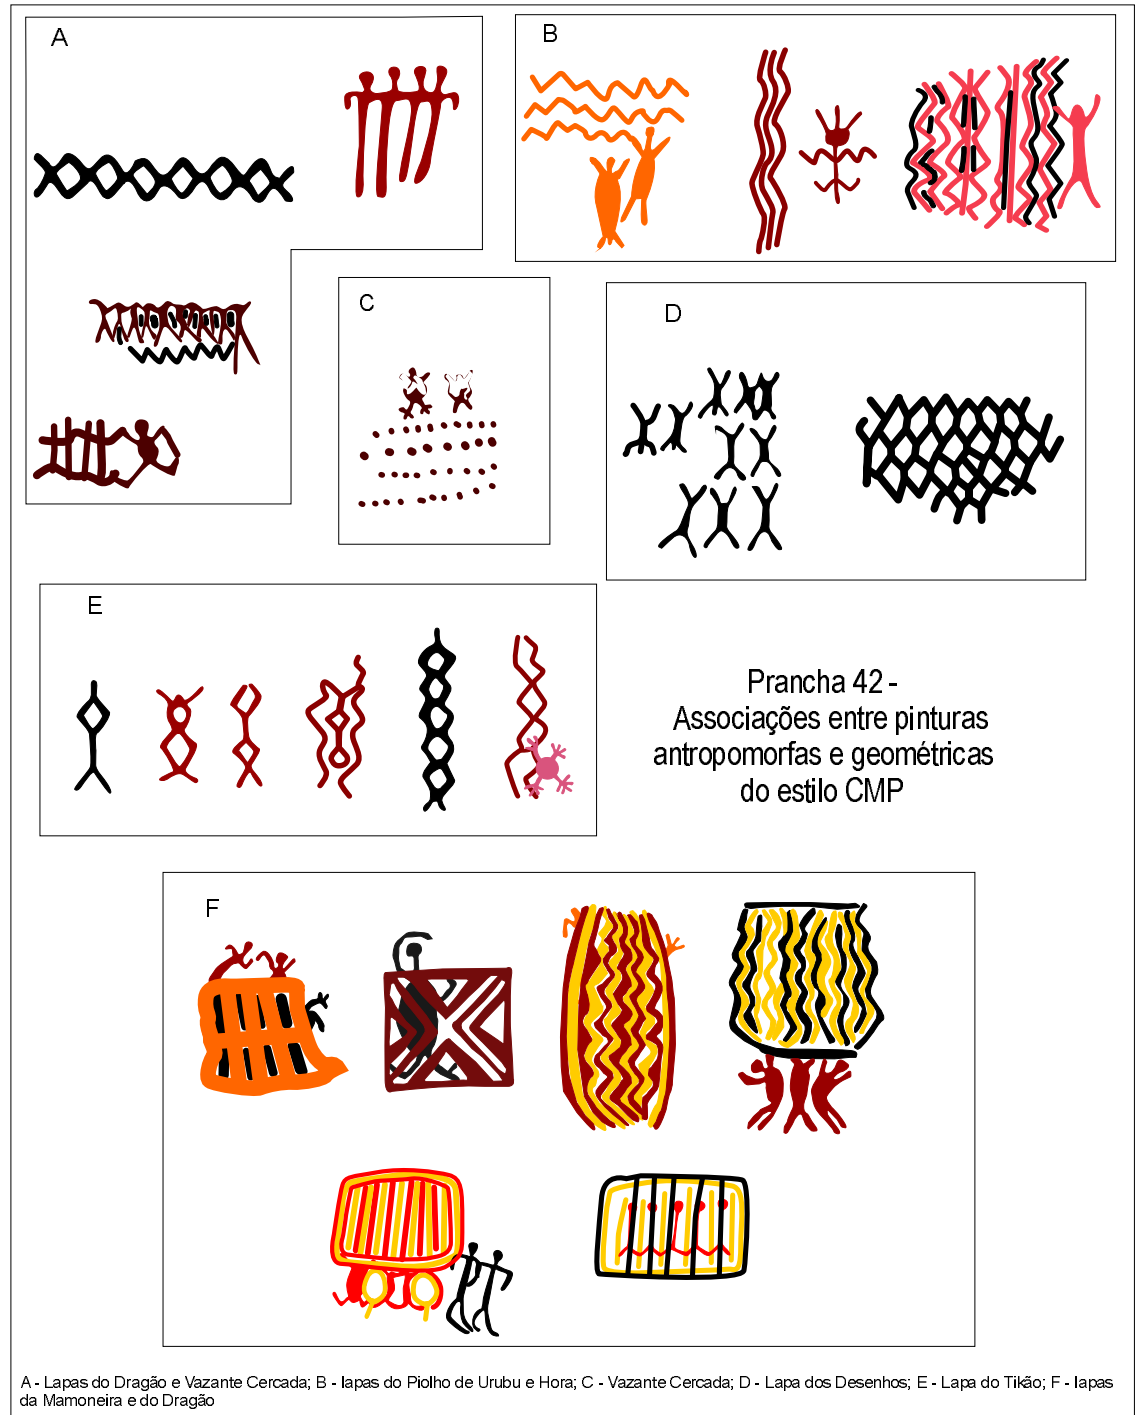 A
B
C
D
E
Prancha 42 -
Associações entre pinturas
antropomorfas e geométricas
do estilo CMP
F
A - Lapas do Dragão e Vazante Cercada; B - lapas do Piolho de Urubu e Hora; C - Vazante Cercada; D - Lapa dos Desenhos; E - Lapa do Tikão; F - lapas
da Mamoneira e do Dragão